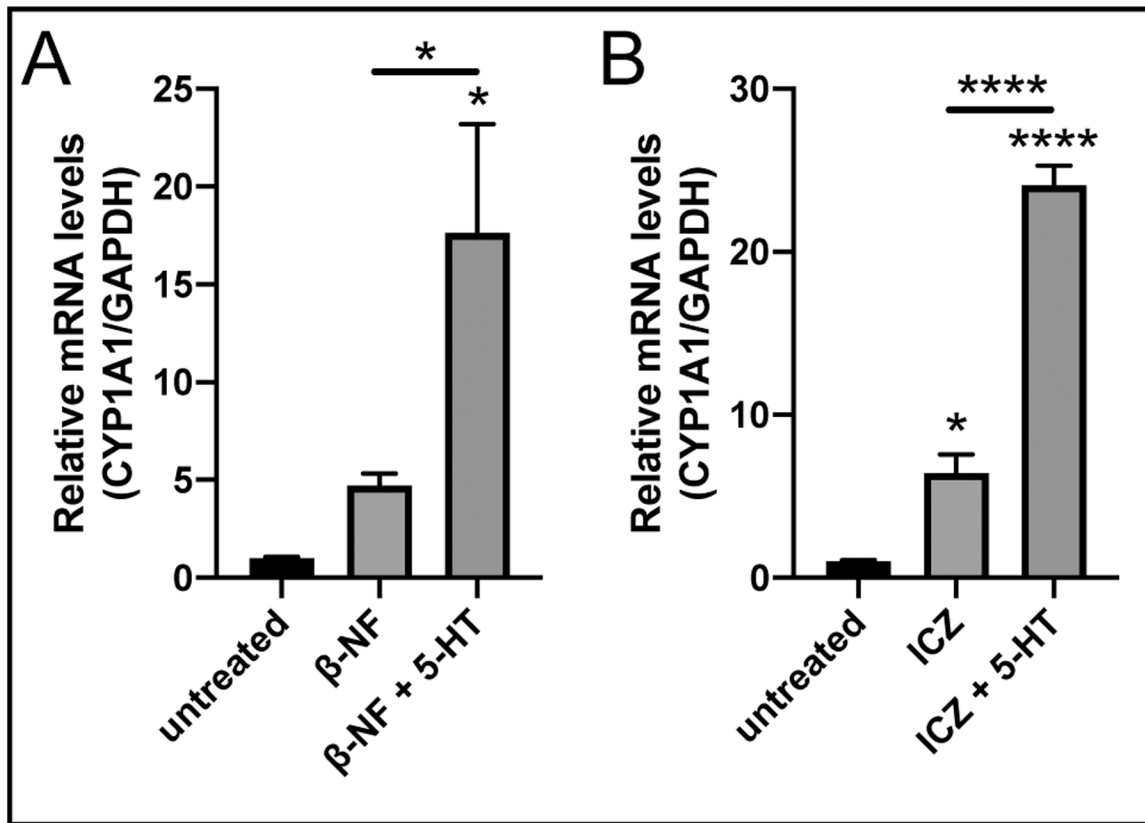 A
*
*
25
20
15
10
5
0
Relative mRNA levels
(CYP1A1/GAPDH)
untreated
β-NF
β-NF + 5-HT
B
****
****
*
30
20
10
0
Relative mRNA levels
(CYP1A1/GAPDH)
untreated
ICZ
ICZ + 5-HT